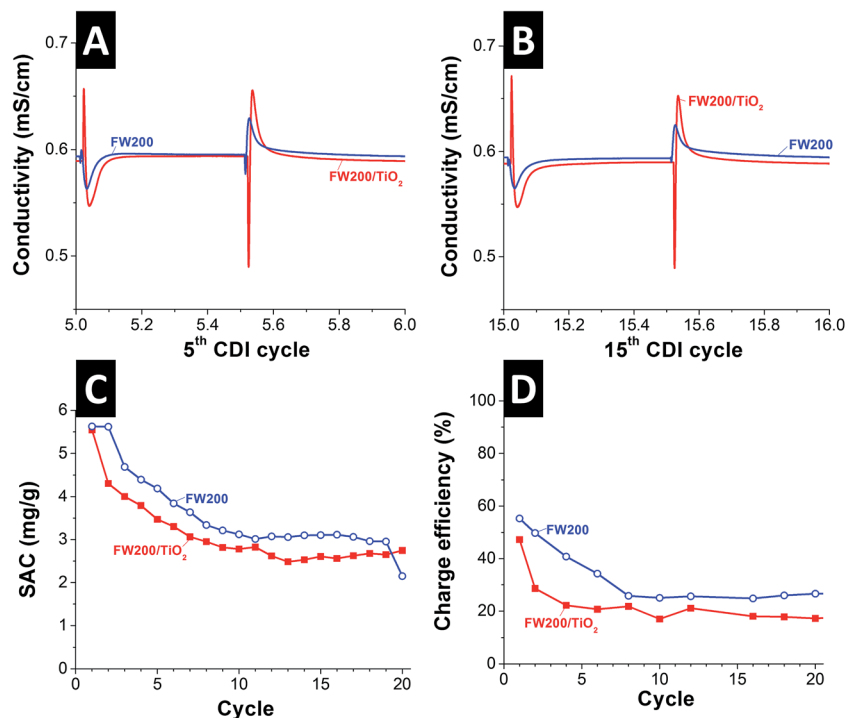 A
Conductivity (mS/cm)
0.7
0.6
0.5
FW200
FW200/TiO₂
5.0 5.2 5.4 5.6 5.8 6.0
5th CDI cycle
B
Conductivity (mS/cm)
0.7
0.6
0.5
FW200/TiO₂
FW200
15.0 15.2 15.4 15.6 15.8 16.0
15th CDI cycle
C
SAC (mg/g)
6
5
4
3
2
1
0
FW200
FW200/TiO₂
0 5 10 15 20
Cycle
D
Charge efficiency (%)
100
80
60
40
20
0
FW200
FW200/TiO₂
0 5 10 15 20
Cycle